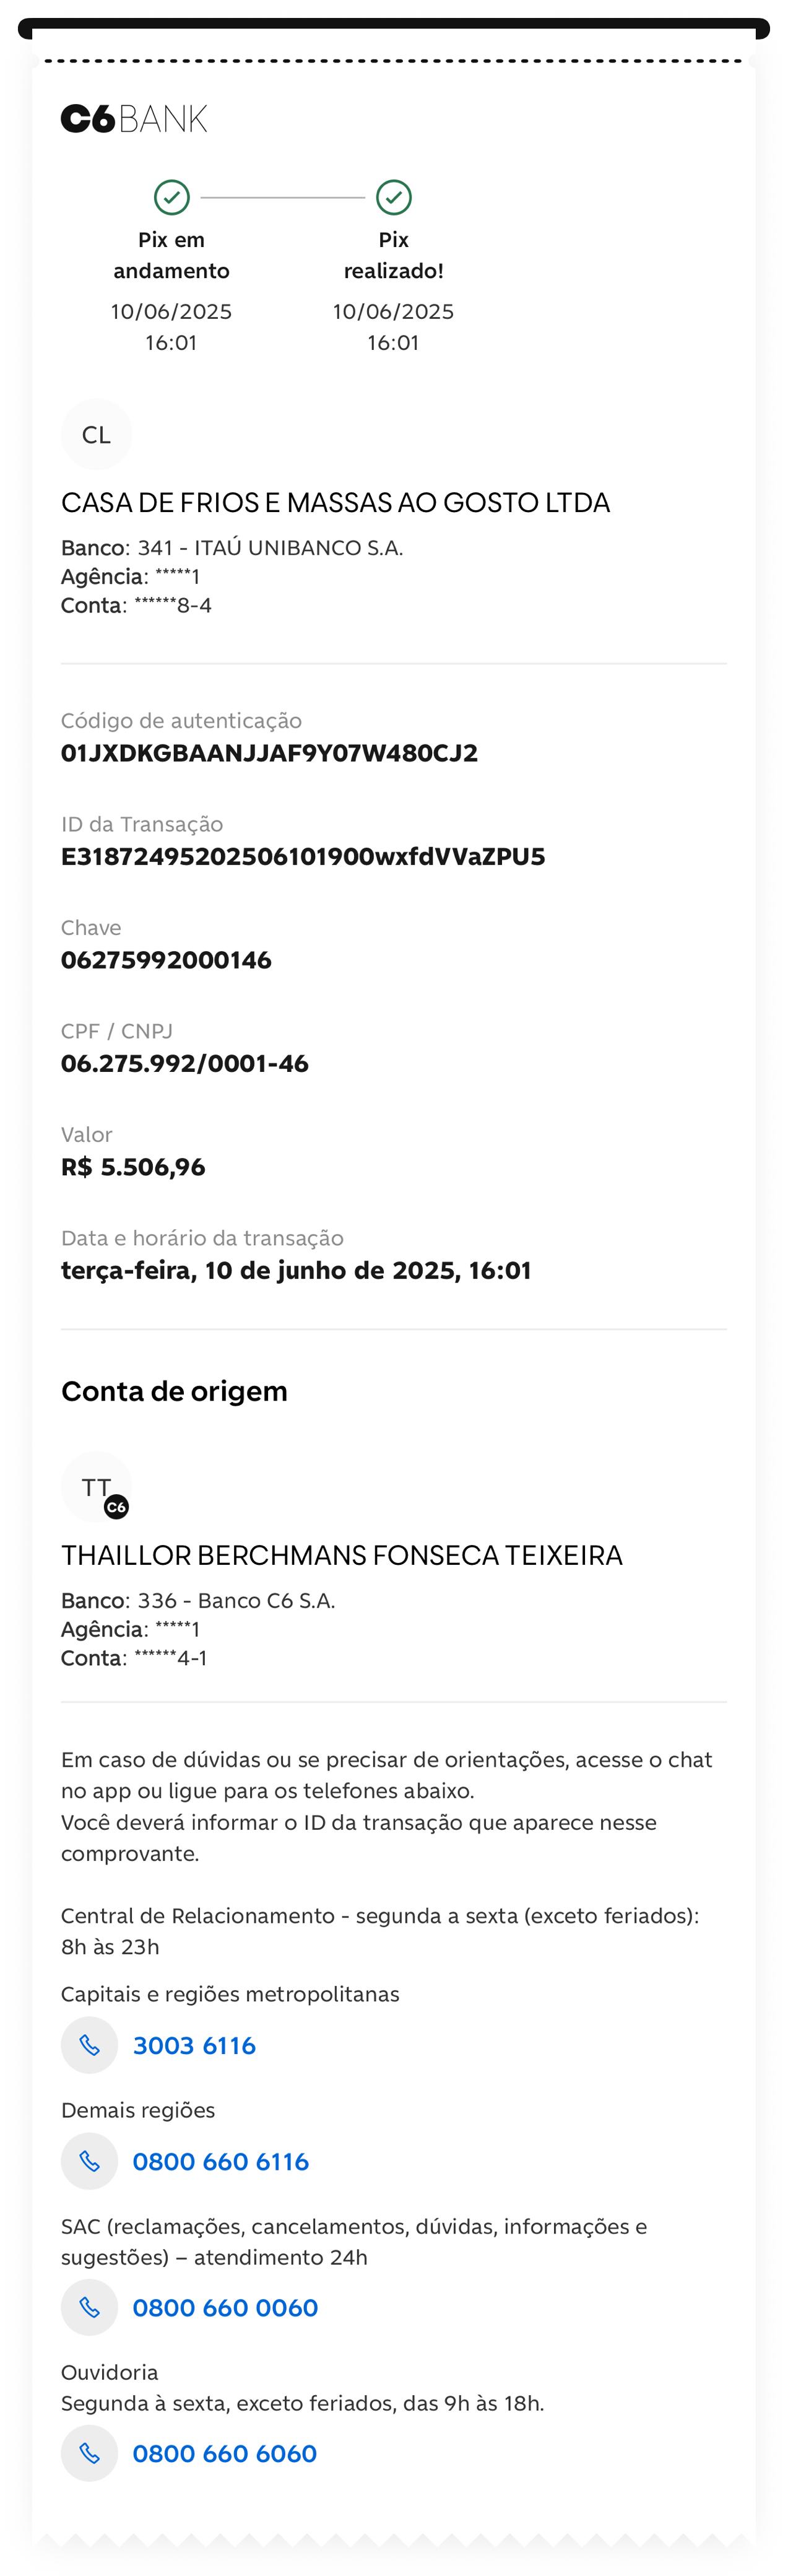 C6BANK
Pix em
andamento
10/06/2025
16:01
Pix
realizado!
10/06/2025
16:01
CL
CASA DE FRIOS E MASSAS AO GOSTO LTDA
Banco: 341 - ITAÚ UNIBANCO S.A.
Agência: *****1
Conta: ******8-4
Código de autenticação
01JXDKGBAANJJAF9Y07W480CJ2
ID da Transação
E31872495202506101900wxfdVVaZPU5
Chave
06275992000146
CPF / CNPJ
06.275.992/0001-46
Valor
R$ 5.506,96
Data e horário da transação
terça-feira, 10 de junho de 2025, 16:01
Conta de origem
TT
C6
THAILLOR BERCHMANS FONSECA TEIXEIRA
Banco: 336 - Banco C6 S.A.
Agência: *****1
Conta: ******4-1
Em caso de dúvidas ou se precisar de orientações, acesse o chat
no app ou ligue para os telefones abaixo.
Você deverá informar o ID da transação que aparece nesse
comprovante.
Central de Relacionamento - segunda a sexta (exceto feriados):
8h às 23h
Capitais e regiões metropolitanas
3003 6116
Demais regiões
0800 660 6116
SAC (reclamações, cancelamentos, dúvidas, informações e
sugestões) – atendimento 24h
0800 660 0060
Ouvidoria
Segunda à sexta, exceto feriados, das 9h às 18h.
0800 660 6060